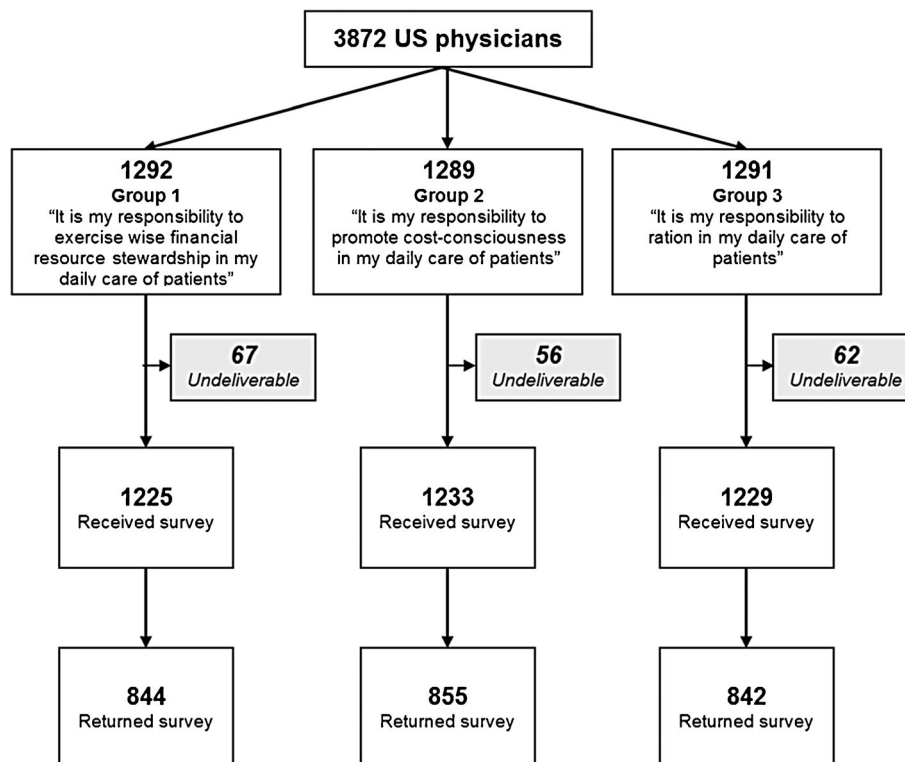 3872 US physicians
1292
Group 1
“It is my responsibility to
exercise wise financial
resource stewardship in my
daily care of patients”
1289
Group 2
“It is my responsibility to
promote cost-consciousness
in my daily care of patients”
1291
Group 3
“It is my responsibility to
ration in my daily care of
patients”
67
Undeliverable
56
Undeliverable
62
Undeliverable
1225
Received survey
1233
Received survey
1229
Received survey
844
Returned survey
855
Returned survey
842
Returned survey